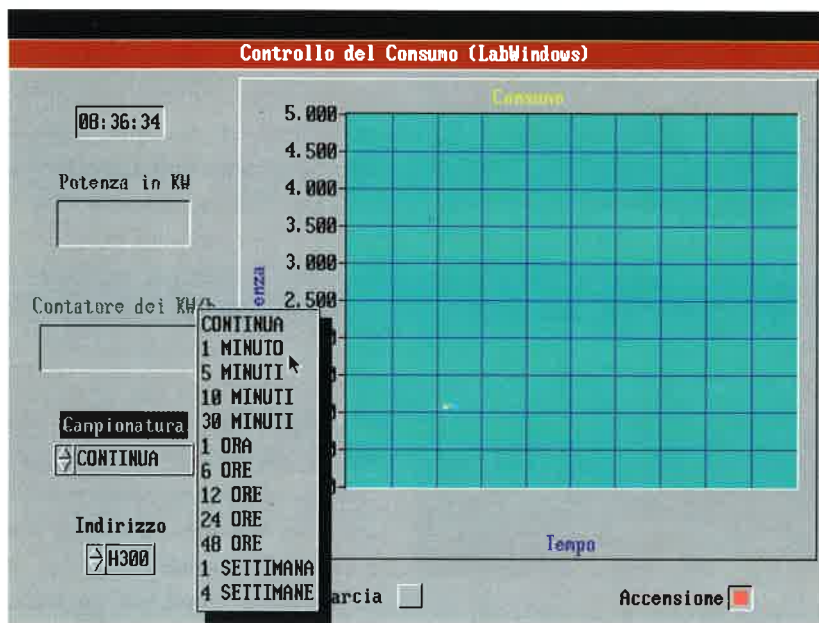 Controllo del Consumo (LabWindows)
08:36:34
Potenza in KW
Contatore dei KW/h
Campionatura
CONTINUA
Indirizzo
H300
CONTINUA
1 MINUTO
5 MINUTI
10 MINUTI
30 MINUTI
1 ORA
6 ORE
12 ORE
24 ORE
48 ORE
1 SETTIMANA
4 SETTIMANE
Consumo
5.000
4.500
4.000
3.500
3.000
2.500
enza
Tempo
arcia
Accensione